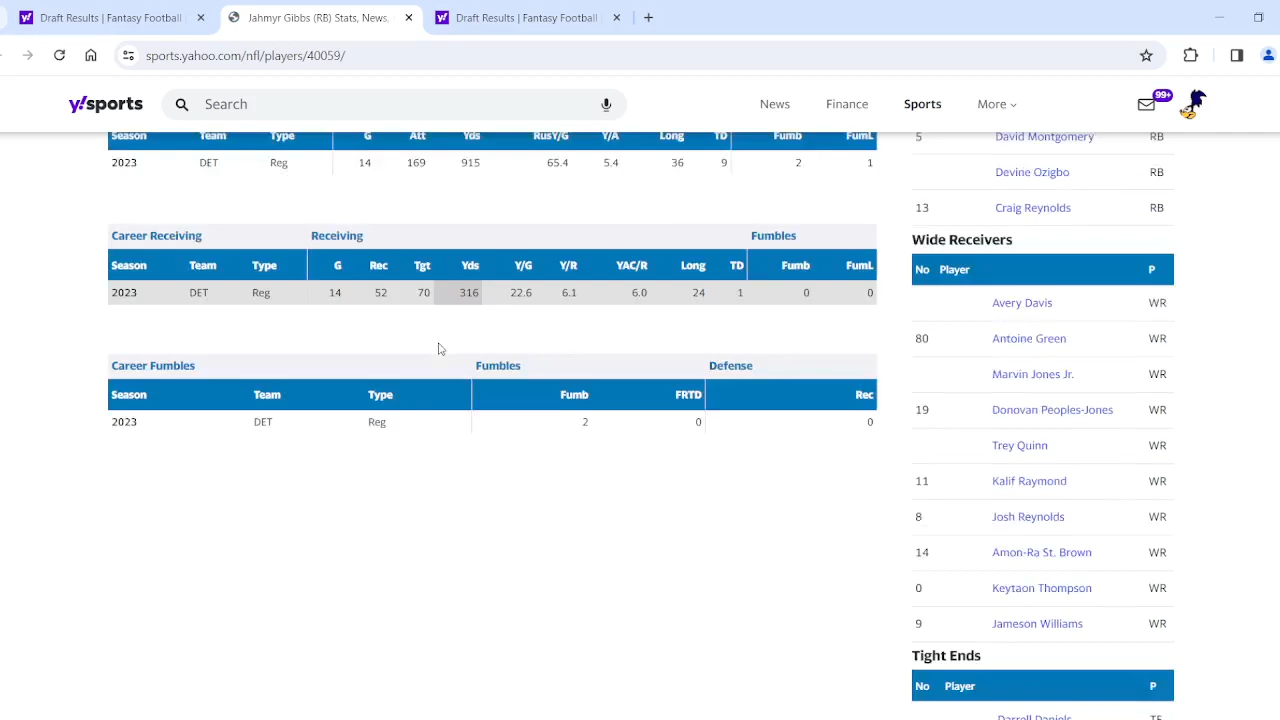 Draft Results | Fantasy Football
Jahmyr Gibbs (RB) Stats, News,
Draft Results | Fantasy Football
sports.yahoo.com/nfl/players/40059/
y!sports
Search
News Finance Sports More
99+
Season Team Type G Att Yds RusY/G Y/A Long TD Fumb FumL
2023 DET Reg 14 169 915 65.4 5.4 36 9 2 1
Career Receiving Receiving Fumbles
Season Team Type G Rec Tgt Yds Y/G Y/R YAC/R Long TD Fumb FumL
2023 DET Reg 14 52 70 316 22.6 6.1 6.0 24 1 0 0
Career Fumbles Fumbles Defense
Season Team Type Fumb FRTD Rec
2023 DET Reg 2 0 0
5 David Montgomery RB
Devine Ozigbo RB
13 Craig Reynolds RB
Wide Receivers
No Player P
Avery Davis WR
80 Antoine Green WR
Marvin Jones Jr. WR
19 Donovan Peoples-Jones WR
Trey Quinn WR
11 Kalif Raymond WR
8 Josh Reynolds WR
14 Amon-Ra St. Brown WR
0 Keytaon Thompson WR
9 Jameson Williams WR
Tight Ends
No Player P
Darrell Daniels TE